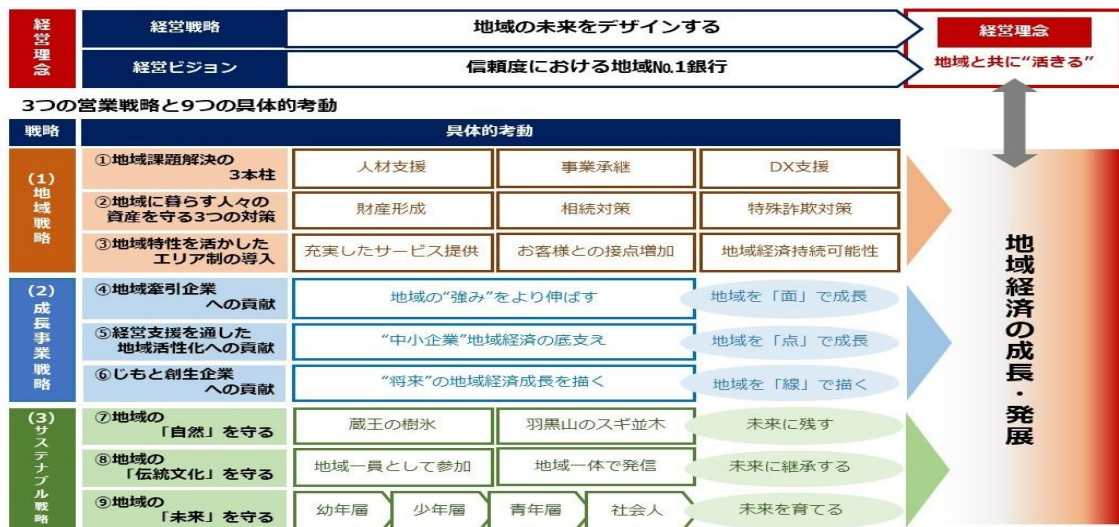 経営理念
経営戦略
地域の未来をデザインする
経営ビジョン
信頼度における地域No.1銀行
経営理念
地域と共に“活きる”
3つの営業戦略と9つの具体的考動
戦略
具体的考動
(1)地域戦略
①地域課題解決の
3本柱
人材支援
事業承継
DX支援
②地域に暮らす人々の
資産を守る3つの対策
財産形成
相続対策
特殊詐欺対策
③地域特性を活かした
エリア制の導入
充実したサービス提供
お客様との接点増加
地域経済持続可能性
(2)成長事業戦略
④地域牽引企業
への貢献
地域の“強み”をより伸ばす
地域を「面」で成長
⑤経営支援を通した
地域活性化への貢献
“中小企業”地域経済の底支え
地域を「点」で成長
⑥じもと創生企業
への貢献
“将来”の地域経済成長を描く
地域を「線」で描く
(3)サステナブル戦略
⑦地域の
「自然」を守る
蔵王の樹氷
羽黒山のスギ並木
未来に残す
⑧地域の
「伝統文化」を守る
地域一員として参加
地域一体で発信
未来に継承する
⑨地域の
「未来」を守る
幼年層
少年層
青年層
社会人
未来を育てる
地域経済の成長・発展